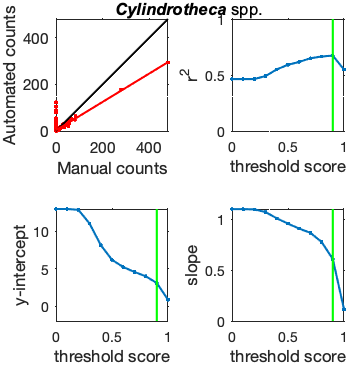 Cylindrotheca spp.
Automated counts
400
200
0
0
200
400
Manual counts
r2
1
0.5
0
0
0.5
1
threshold score
y-intercept
10
5
0
0
0.5
1
threshold score
slope
1
0.5
0
0
0.5
1
threshold score